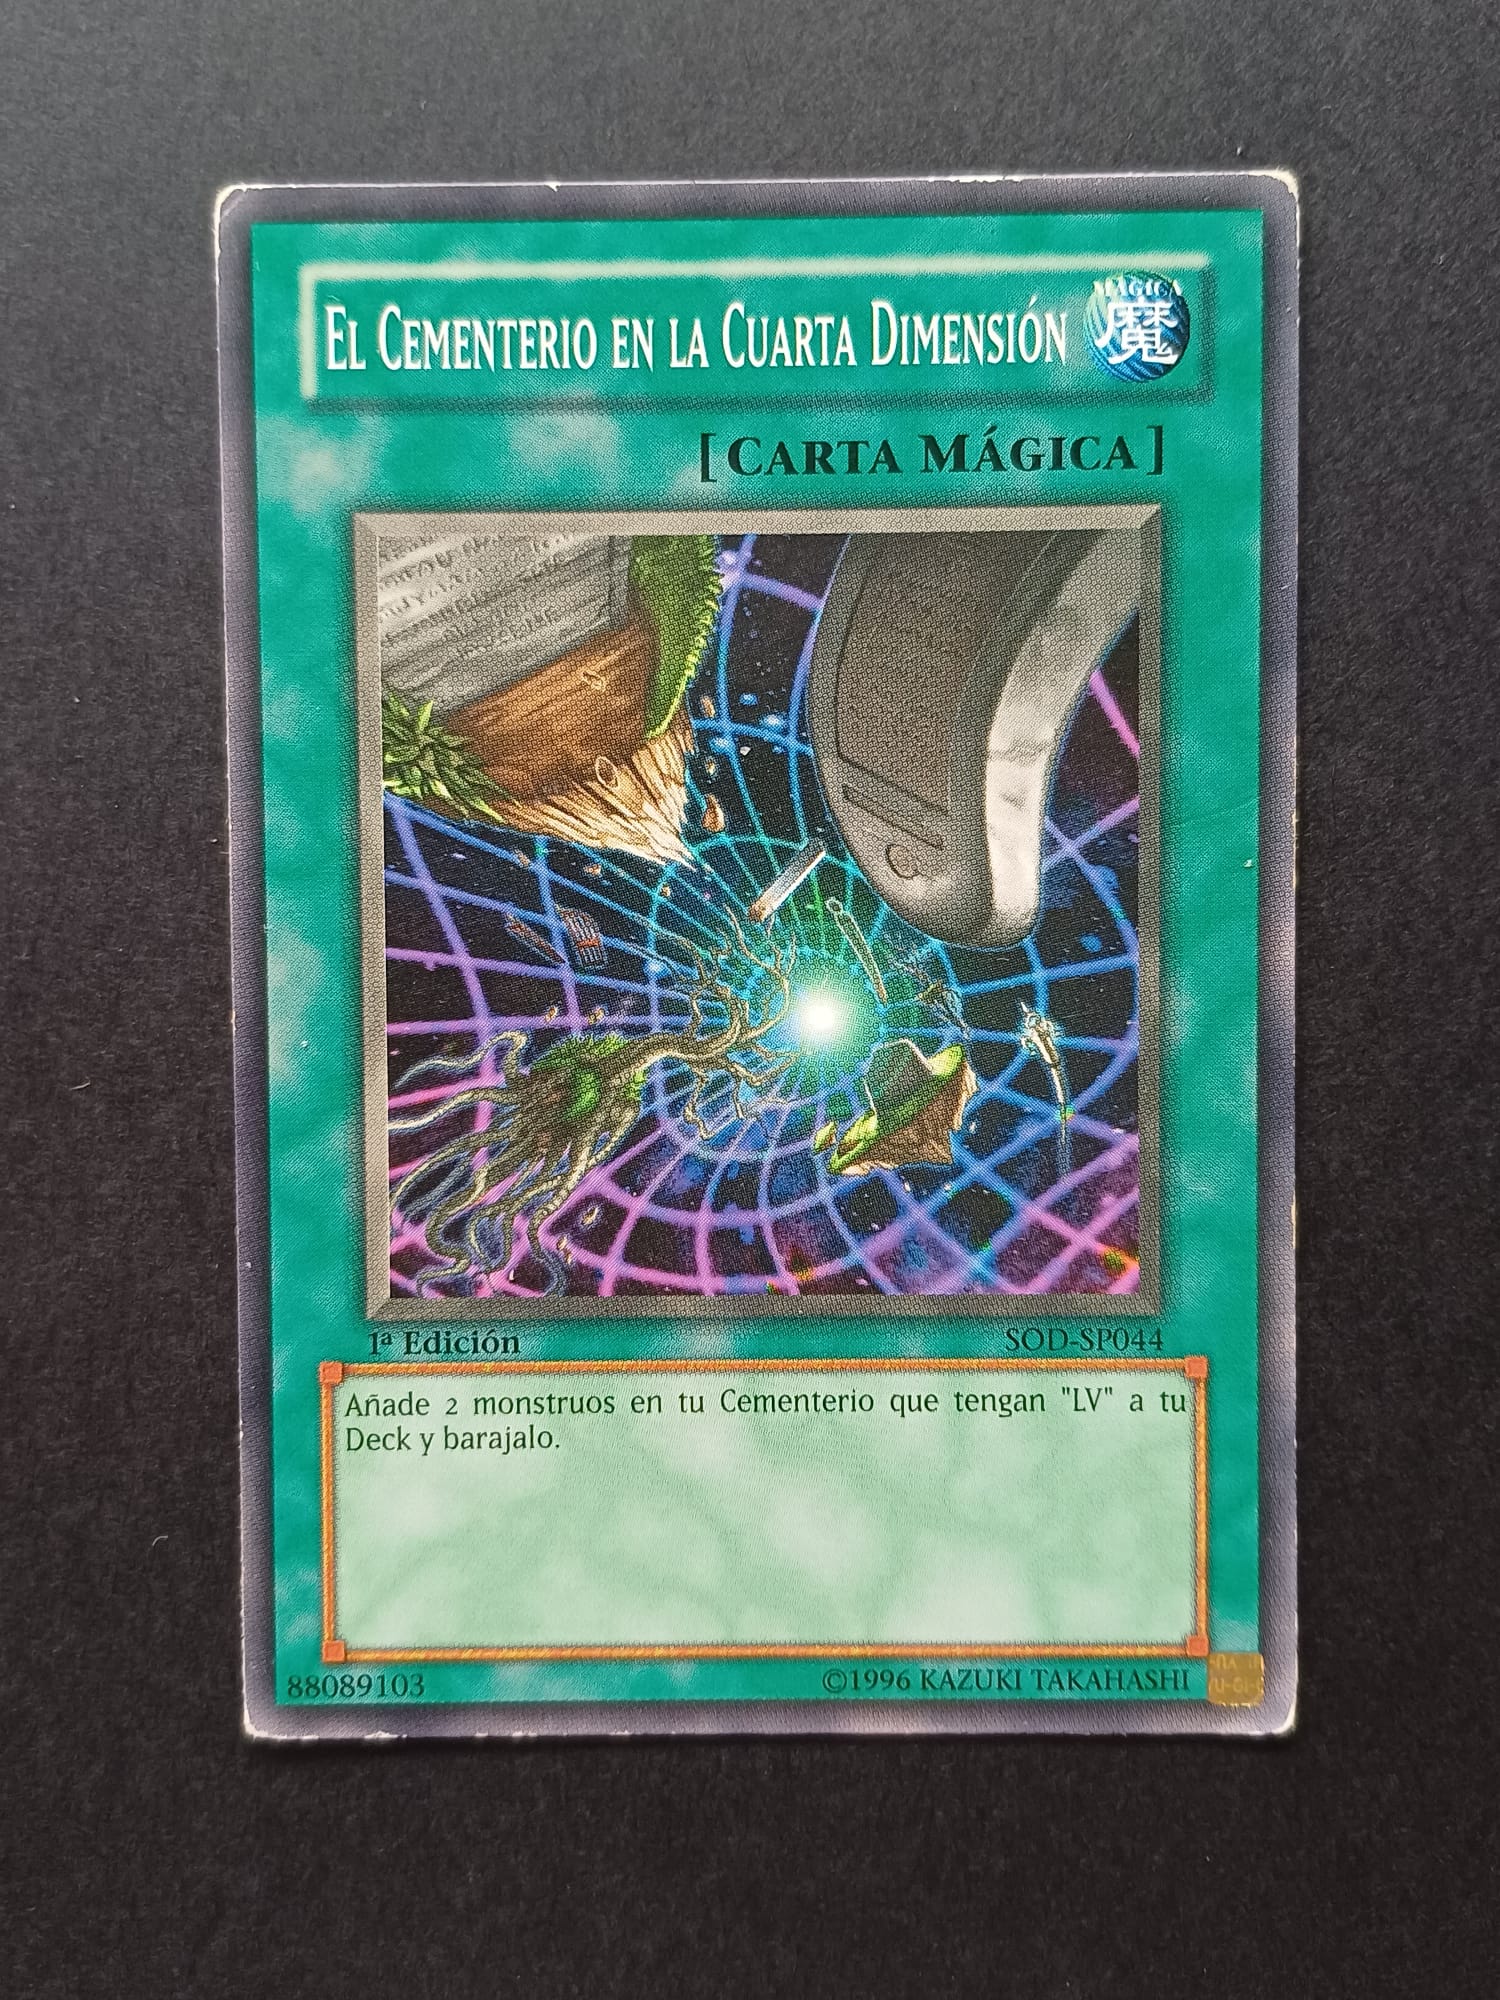 EL CEMENTERIO EN LA CUARTA DIMENSIÓN
MÁGICA
魔
[CARTA MÁGICA]
1ª Edición
SOD-SP044
Añade 2 monstruos en tu Cementerio que tengan "LV" a tu
Deck y barajalo.
88089103
©1996 KAZUKI TAKAHASHI